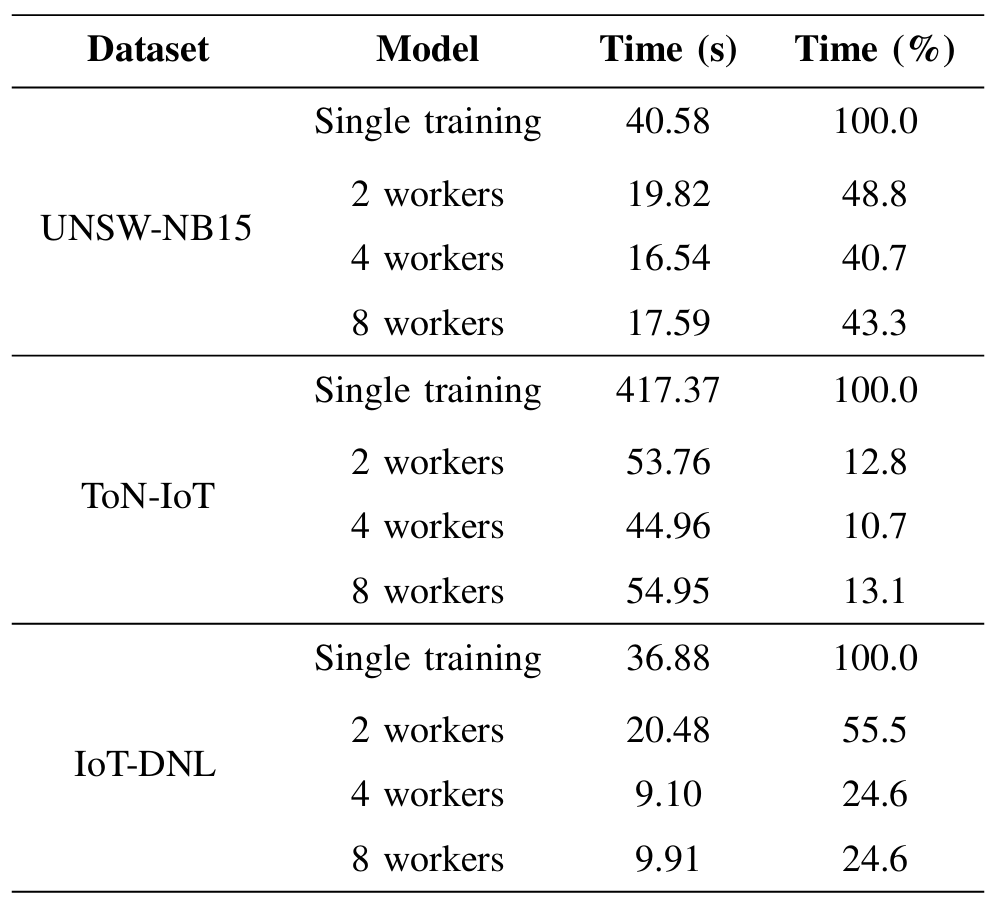 Dataset Model Time (s) Time (%)
Single training 40.58 100.0
2 workers 19.82 48.8
UNSW-NB15
4 workers 16.54 40.7
8 workers 17.59 43.3
Single training 417.37 100.0
2 workers 53.76 12.8
ToN-IoT
4 workers 44.96 10.7
8 workers 54.95 13.1
Single training 36.88 100.0
2 workers 20.48 55.5
IoT-DNL
4 workers 9.10 24.6
8 workers 9.91 24.6